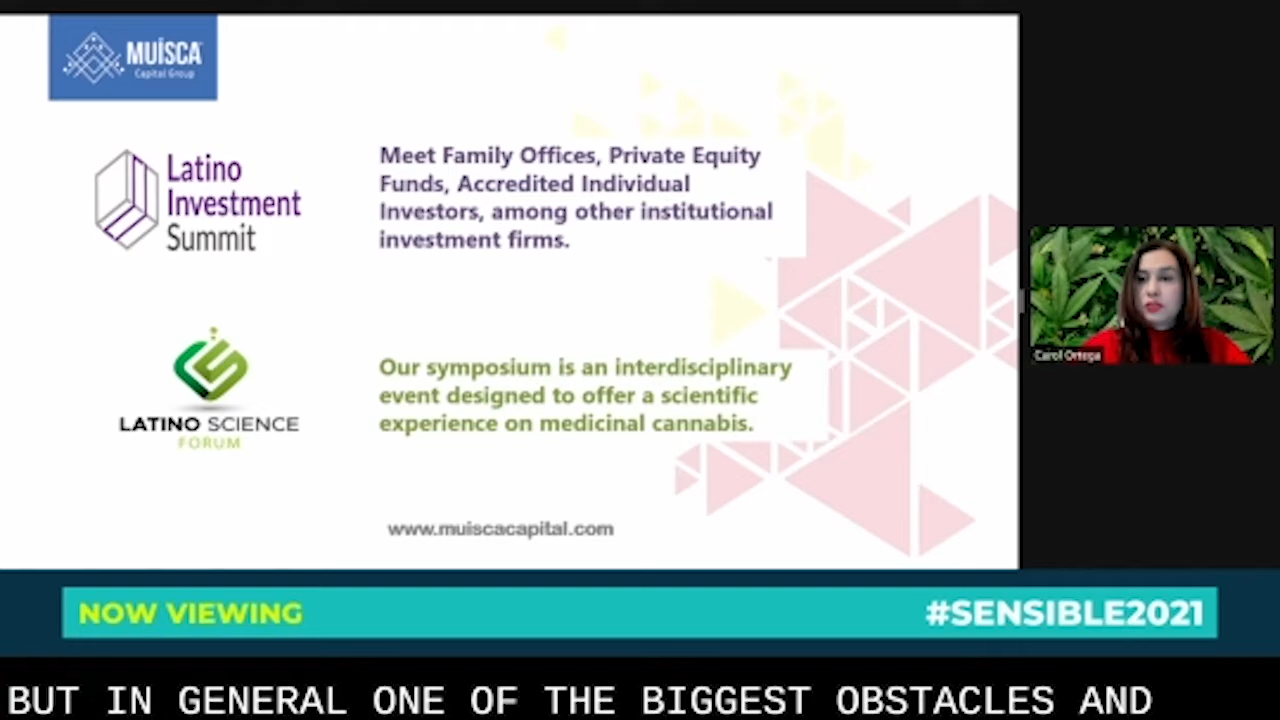 MUÍSCA
Capital Group
Latino
Investment
Summit
Meet Family Offices, Private Equity
Funds, Accredited Individual
Investors, among other institutional
investment firms.
LATINO SCIENCE
FORUM
Our symposium is an interdisciplinary
event designed to offer a scientific
experience on medicinal cannabis.
www.muiscacapital.com
Carol Ortega
NOW VIEWING
#SENSIBLE2021
BUT IN GENERAL ONE OF THE BIGGEST OBSTACLES AND